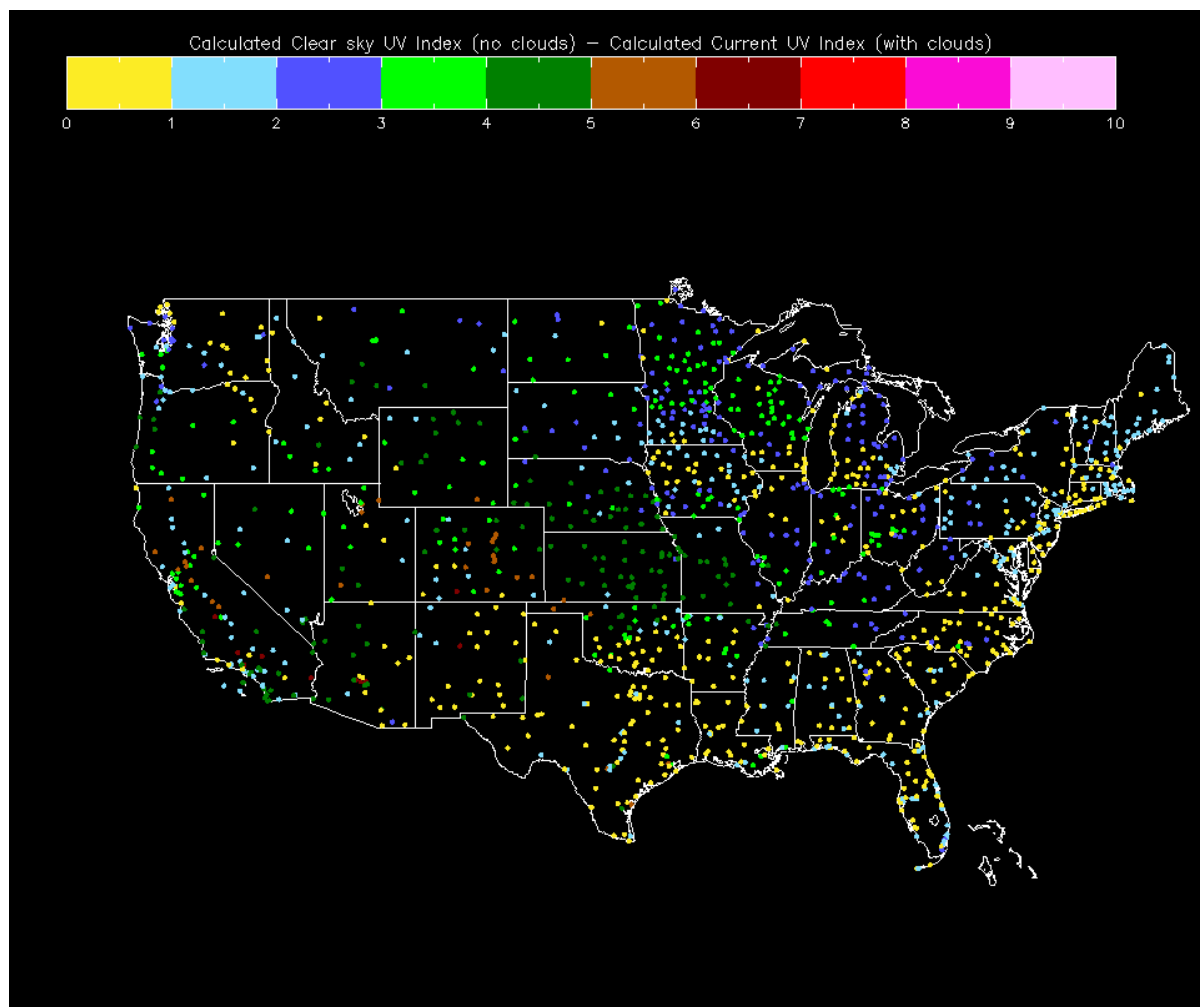 Calculated Clear sky UV Index (no clouds) – Calculated Current UV Index (with clouds)
0 1 2 3 4 5 6 7 8 9 10